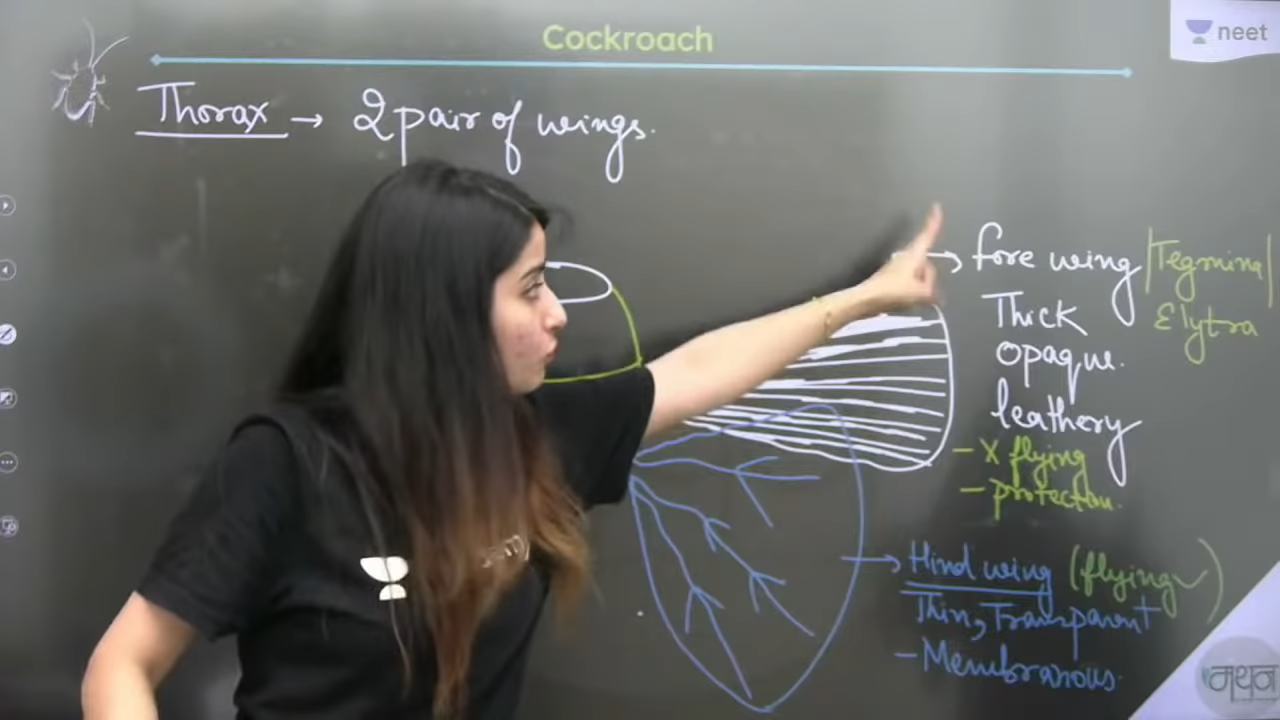 Cockroach
neet
Thorax → 2 pair of wings.
→ fore wing |Tegmina|
Elytra
Thick
opaque.
leathery
- X flying
- protection.
→ Hind wing (flying ✓)
Thin, Transparent
- Membranous.
मंथन